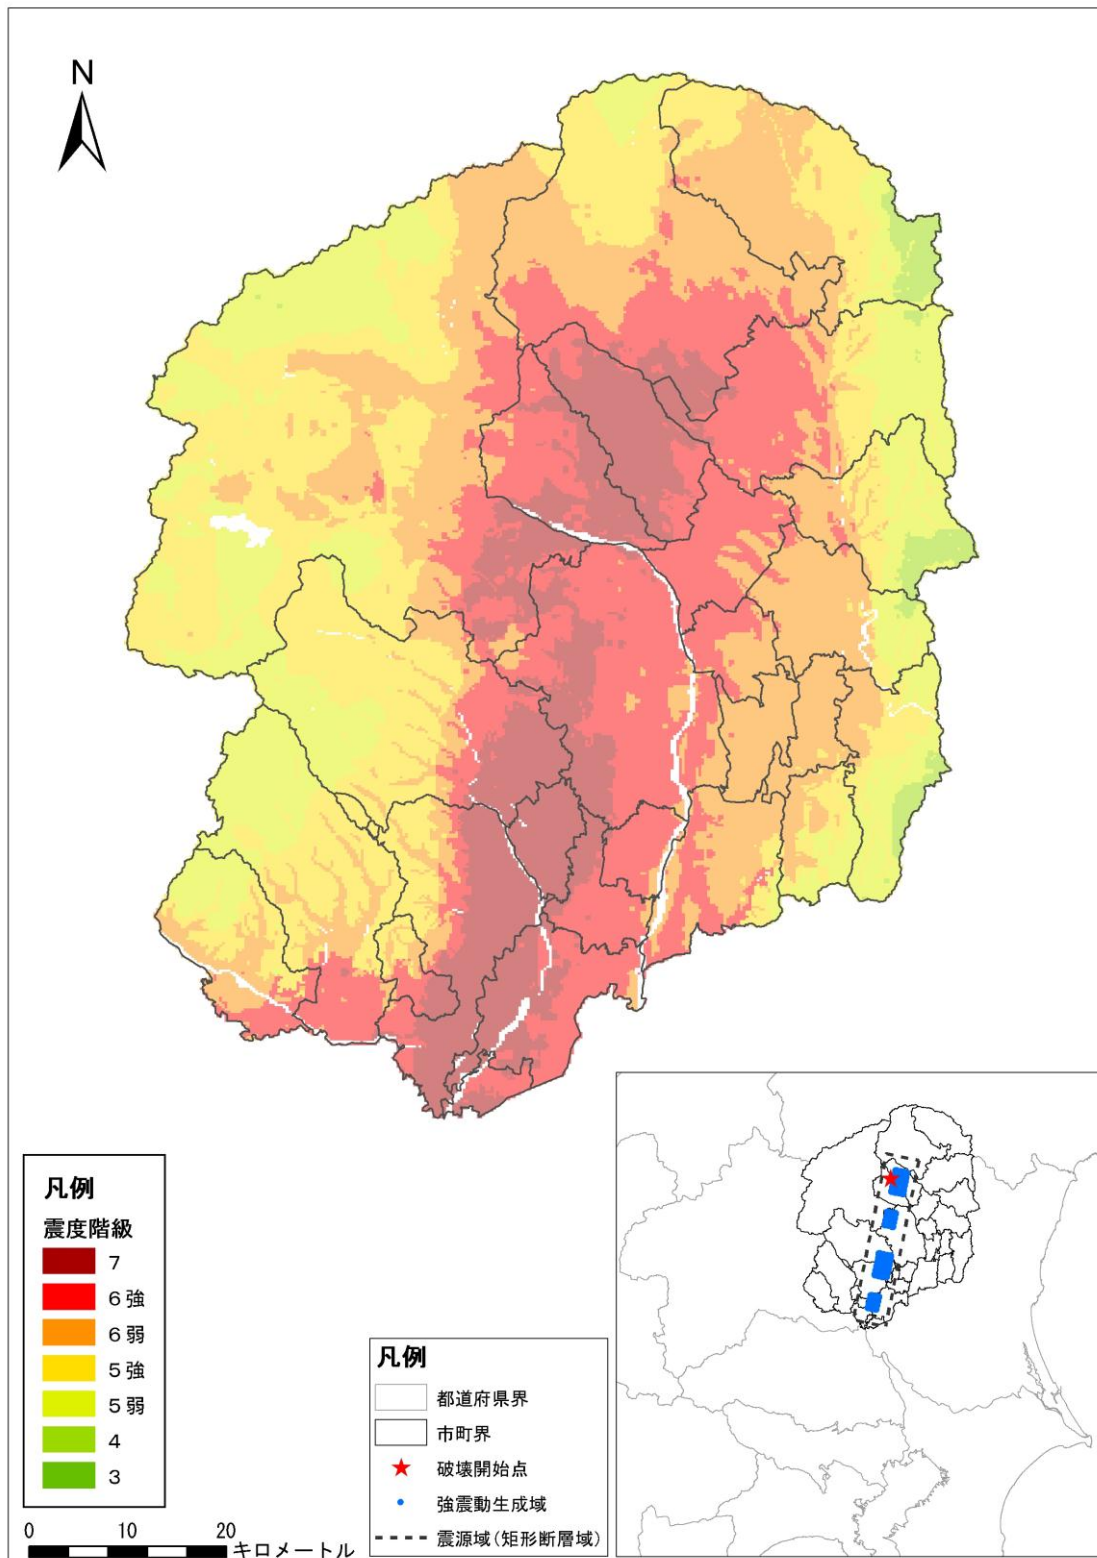 N
凡例
震度階級
7
6強
6弱
5強
5弱
4
3
0 10 20
キロメートル
凡例
都道府県界
市町界
破壊開始点
強震動生成域
震源域(矩形断層域)